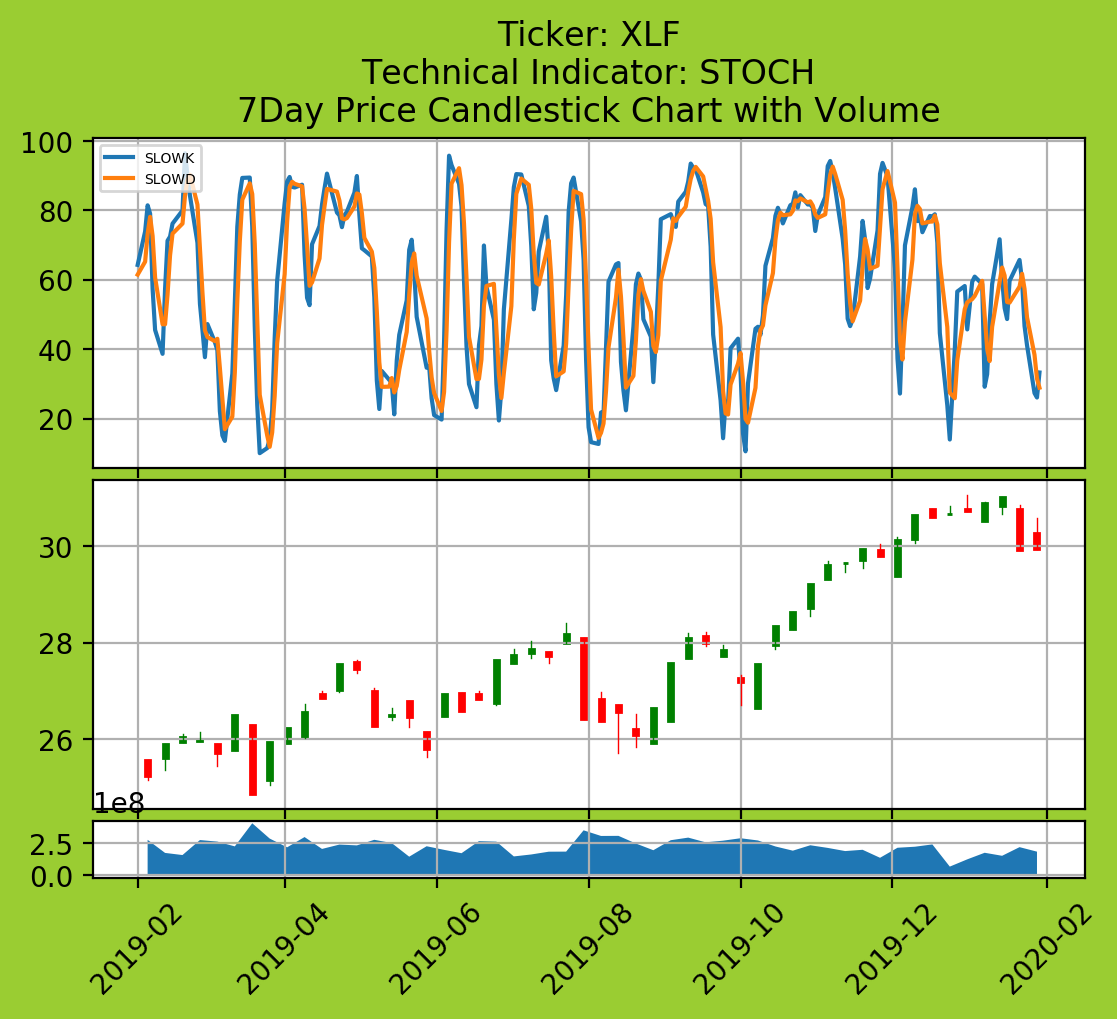 Ticker: XLF
Technical Indicator: STOCH
7Day Price Candlestick Chart with Volume
100
80
60
40
20
SLOWK
SLOWD
30
28
26
1e8
2.5
0.0
2019-02
2019-04
2019-06
2019-08
2019-10
2019-12
2020-02